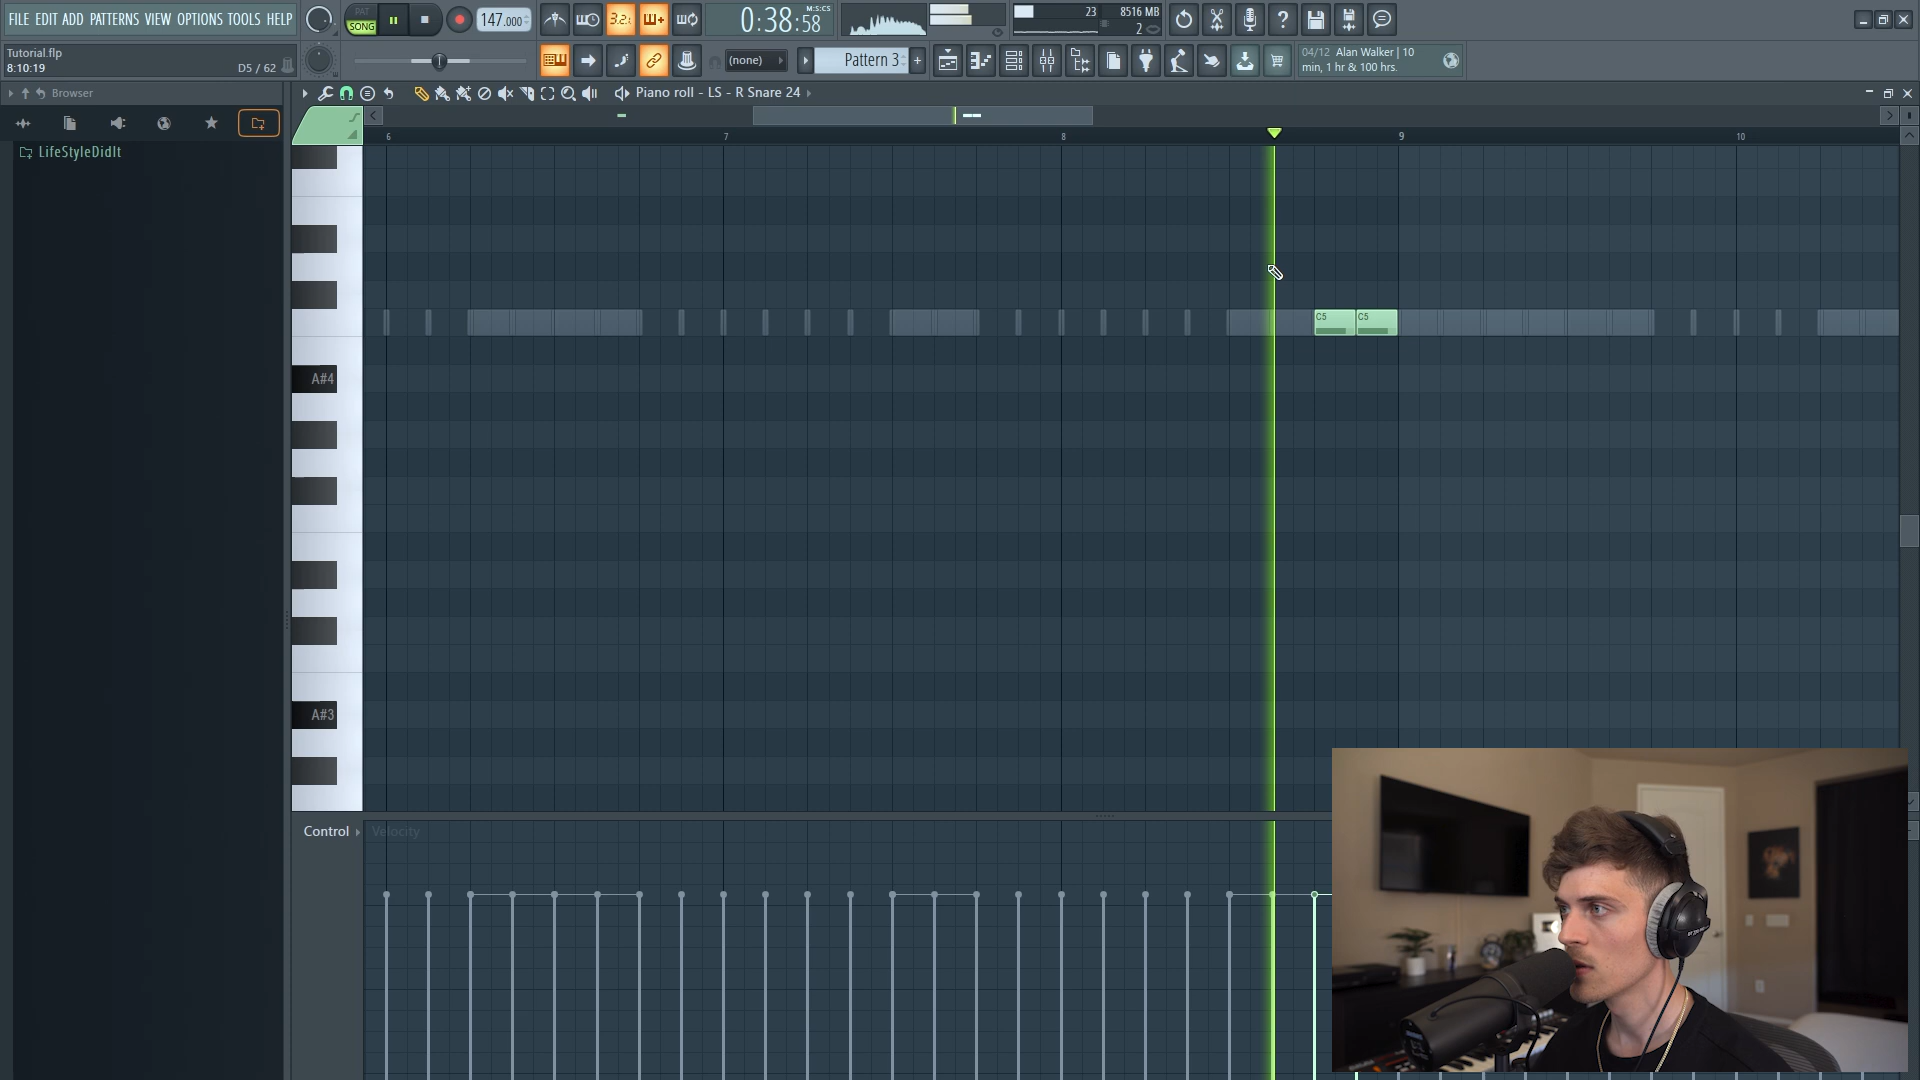 FILE EDIT ADD PATTERNS VIEW OPTIONS TOOLS HELP
PAT
SONG
147.000
3.2.
0:38:58
M:S:CS
23
8516 MB
2
Tutorial.flp
8:10:19
D5 / 62
(none)
Pattern 3
04/12 Alan Walker | 10
min, 1 hr & 100 hrs.
Browser
Piano roll - LS - R Snare 24
LifeStyleDidIt
6
7
8
9
10
C5
C5
A#4
A#3
Control
Velocity